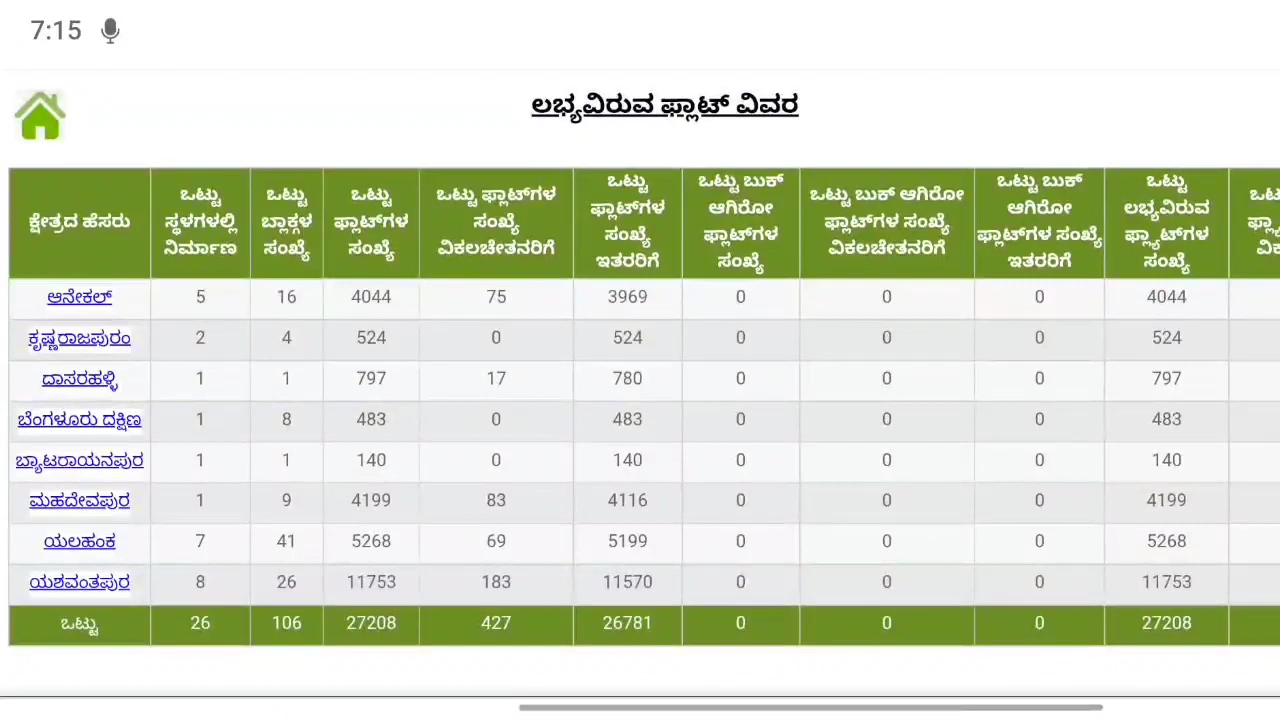 7:15
ಲಭ್ಯವಿರುವ ಫ್ಲಾಟ್ ವಿವರ
ಕ್ಷೇತ್ರದ ಹೆಸರು ಒಟ್ಟು ಸ್ಥಳಗಳಲ್ಲಿ ನಿರ್ಮಾಣ ಒಟ್ಟು ಬ್ಲಾಕ್ಗಳ ಸಂಖ್ಯೆ ಒಟ್ಟು ಫ್ಲಾಟ್‌ಗಳ ಸಂಖ್ಯೆ ಒಟ್ಟು ಫ್ಲಾಟ್‌ಗಳ ಸಂಖ್ಯೆ ವಿಕಲಚೇತನರಿಗೆ ಒಟ್ಟು ಫ್ಲಾಟ್‌ಗಳ ಸಂಖ್ಯೆ ಇತರರಿಗೆ ಒಟ್ಟು ಬುಕ್ ಆಗಿರೋ ಫ್ಲಾಟ್‌ಗಳ ಸಂಖ್ಯೆ ಒಟ್ಟು ಬುಕ್ ಆಗಿರೋ ಫ್ಲಾಟ್‌ಗಳ ಸಂಖ್ಯೆ ವಿಕಲಚೇತನರಿಗೆ ಒಟ್ಟು ಬುಕ್ ಆಗಿರೋ ಫ್ಲಾಟ್‌ಗಳ ಸಂಖ್ಯೆ ಇತರರಿಗೆ ಒಟ್ಟು ಲಭ್ಯವಿರುವ ಫ್ಲ್ಯಾಟ್‌ಗಳ ಸಂಖ್ಯೆ
ಆನೇಕಲ್ 5 16 4044 75 3969 0 0 0 4044
ಕೃಷ್ಣರಾಜಪುರಂ 2 4 524 0 524 0 0 0 524
ದಾಸರಹಳ್ಳಿ 1 1 797 17 780 0 0 0 797
ಬೆಂಗಳೂರು ದಕ್ಷಿಣ 1 8 483 0 483 0 0 0 483
ಬ್ಯಾಟರಾಯನಪುರ 1 1 140 0 140 0 0 0 140
ಮಹದೇವಪುರ 1 9 4199 83 4116 0 0 0 4199
ಯಲಹಂಕ 7 41 5268 69 5199 0 0 0 5268
ಯಶವಂತಪುರ 8 26 11753 183 11570 0 0 0 11753
ಒಟ್ಟು 26 106 27208 427 26781 0 0 0 27208